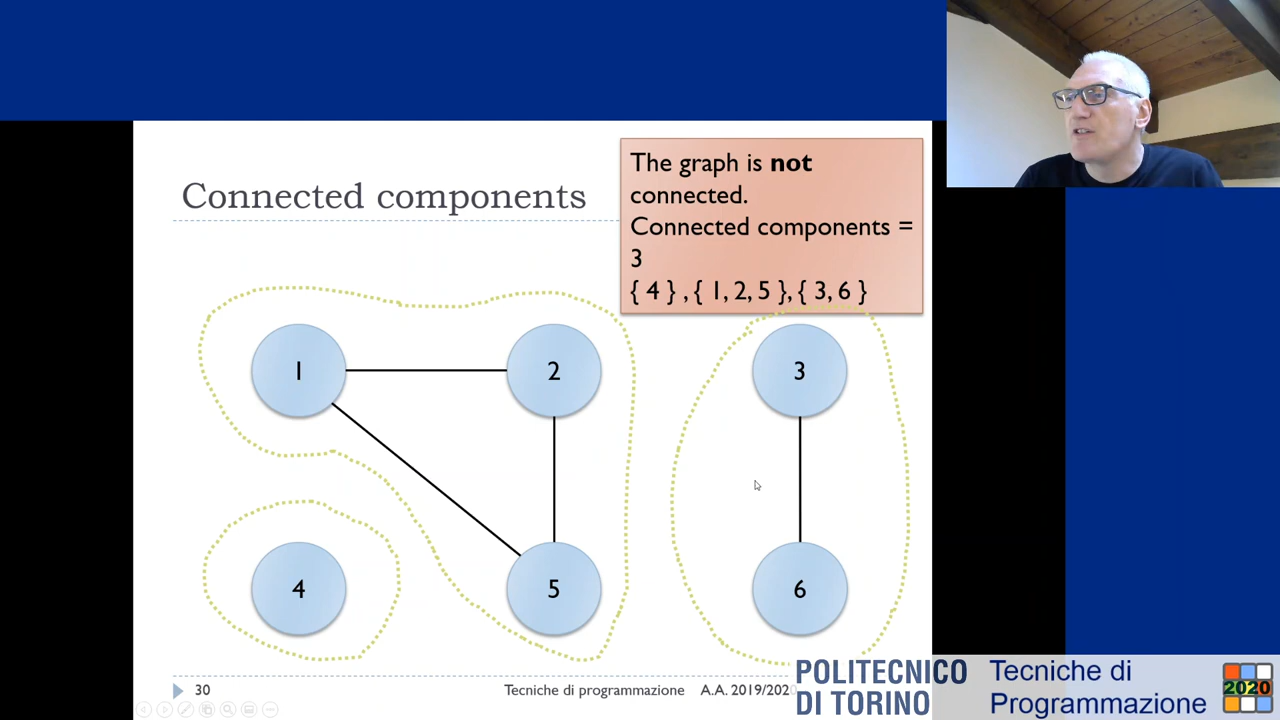 Connected components
The graph is not
connected.
Connected components =
3
{ 4 } , { 1, 2, 5 }, { 3, 6 }
1
2
3
4
5
6
30
Tecniche di programmazione
A.A. 2019/2020
POLITECNICO
DI TORINO
Tecniche di
Programmazione
2020